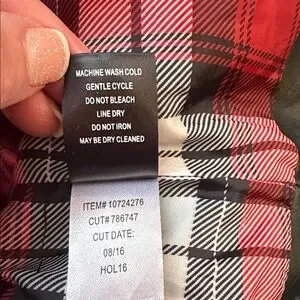 MACHINE WASH COLD
GENTLE CYCLE
DO NOT BLEACH
LINE DRY
DO NOT IRON
MAY BE DRY CLEANED
ITEM# 10724276
CUT# 786747
CUT DATE:
08/16
HOL16